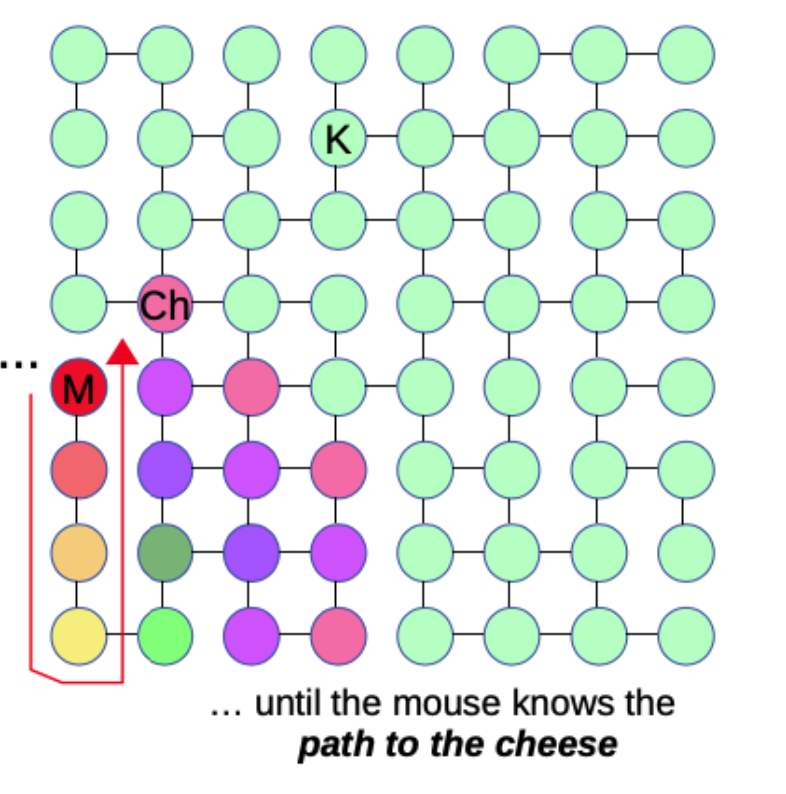 K
Ch
...
M
... until the mouse knows the
path to the cheese